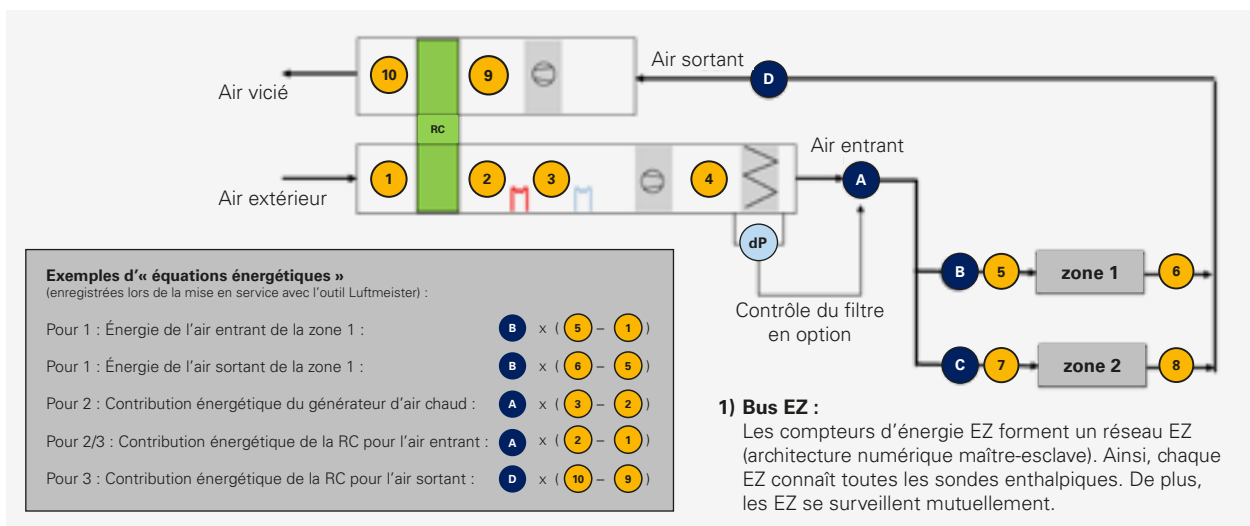 Air sortant
10
9
D
Air vicié
RC
Air entrant
1
2
3
4
A
Air extérieur
dP
B
5
zone 1
6
Contrôle du filtre
en option
C
7
zone 2
8
Exemples d'« équations énergétiques »
(enregistrées lors de la mise en service avec l'outil Luftmeister) :
Pour 1 : Énergie de l'air entrant de la zone 1 : B x ( 5 – 1 )
Pour 1 : Énergie de l'air sortant de la zone 1 : B x ( 6 – 5 )
Pour 2 : Contribution énergétique du générateur d'air chaud : A x ( 3 – 2 )
Pour 2/3 : Contribution énergétique de la RC pour l'air entrant : A x ( 2 – 1 )
Pour 3 : Contribution énergétique de la RC pour l'air sortant : D x ( 10 – 9 )
1) Bus EZ :
Les compteurs d'énergie EZ forment un réseau EZ
(architecture numérique maître-esclave). Ainsi, chaque
EZ connaît toutes les sondes enthalpiques. De plus,
les EZ se surveillent mutuellement.